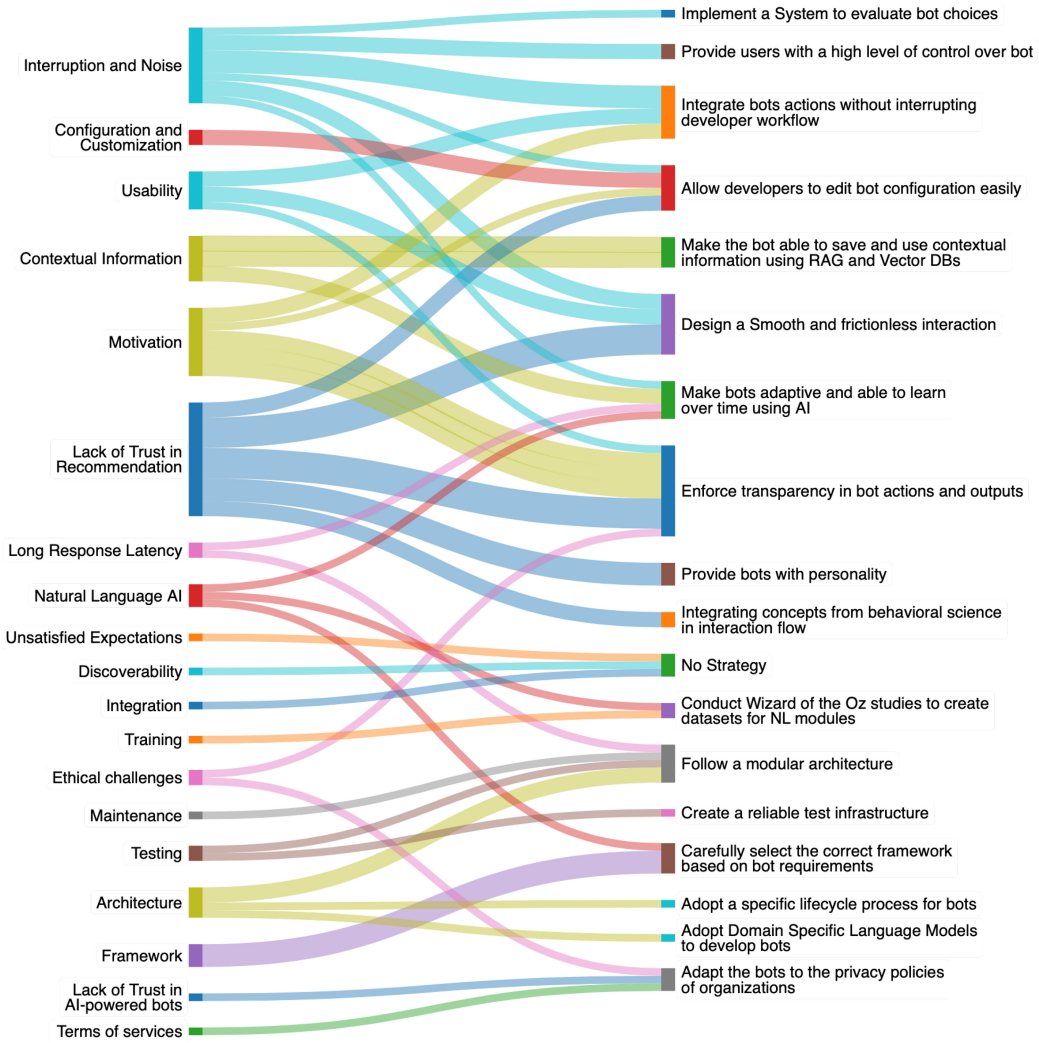 Interruption and Noise
Configuration and
Customization
Usability
Contextual Information
Motivation
Lack of Trust in
Recommendation
Long Response Latency
Natural Language AI
Unsatisfied Expectations
Discoverability
Integration
Training
Ethical challenges
Maintenance
Testing
Architecture
Framework
Lack of Trust in
AI-powered bots
Terms of services
Implement a System to evaluate bot choices
Provide users with a high level of control over bot
Integrate bots actions without interrupting
developer workflow
Allow developers to edit bot configuration easily
Make the bot able to save and use contextual
information using RAG and Vector DBs
Design a Smooth and frictionless interaction
Make bots adaptive and able to learn
over time using AI
Enforce transparency in bot actions and outputs
Provide bots with personality
Integrating concepts from behavioral science
in interaction flow
No Strategy
Conduct Wizard of the Oz studies to create
datasets for NL modules
Follow a modular architecture
Create a reliable test infrastructure
Carefully select the correct framework
based on bot requirements
Adopt a specific lifecycle process for bots
Adopt Domain Specific Language Models
to develop bots
Adapt the bots to the privacy policies
of organizations